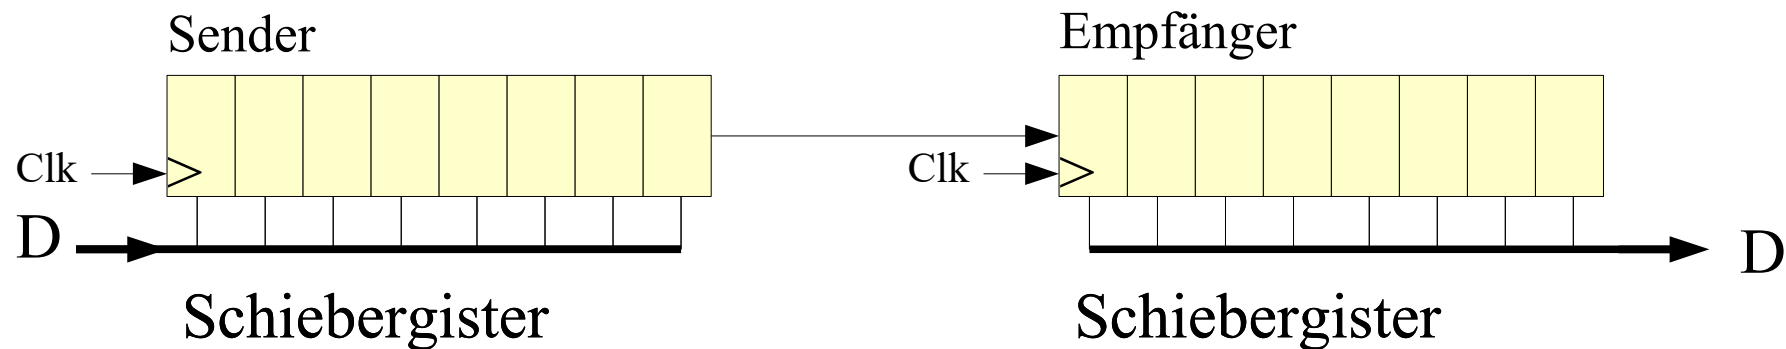 Sender
Empfänger
Clk
Clk
D
D
Schiebergister
Schiebergister